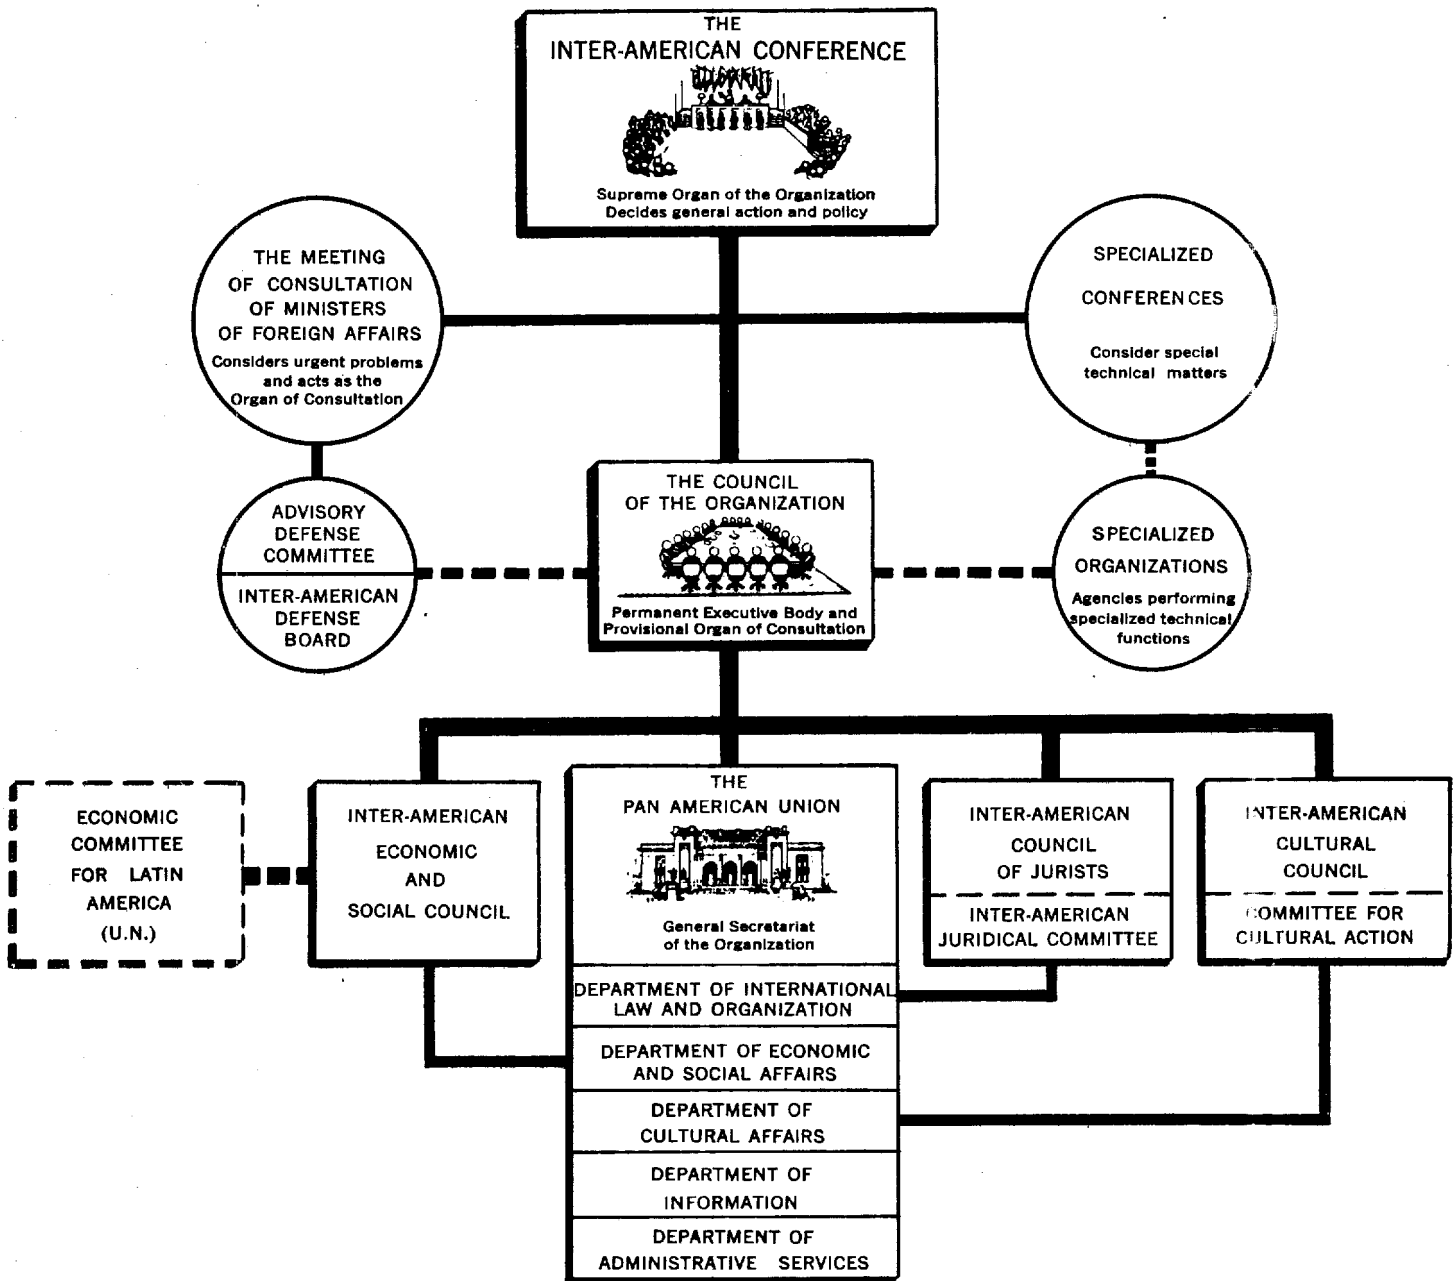 THE
INTER-AMERICAN CONFERENCE
Supreme Organ of the Organization
Decides general action and policy
THE MEETING
OF CONSULTATION
OF MINISTERS
OF FOREIGN AFFAIRS
Considers urgent problems
and acts as the
Organ of Consultation
SPECIALIZED
CONFERENCES
Consider special
technical matters
ADVISORY
DEFENSE
COMMITTEE
INTER-AMERICAN
DEFENSE
BOARD
THE COUNCIL
OF THE ORGANIZATION
Permanent Executive Body and
Provisional Organ of Consultation
SPECIALIZED
ORGANIZATIONS
Agencies performing
specialized technical
functions
ECONOMIC
COMMITTEE
FOR LATIN
AMERICA
(U.N.)
INTER-AMERICAN
ECONOMIC
AND
SOCIAL COUNCIL
THE
PAN AMERICAN UNION
General Secretariat
of the Organization
DEPARTMENT OF INTERNATIONAL
LAW AND ORGANIZATION
DEPARTMENT OF ECONOMIC
AND SOCIAL AFFAIRS
DEPARTMENT OF
CULTURAL AFFAIRS
DEPARTMENT OF
INFORMATION
DEPARTMENT OF
ADMINISTRATIVE SERVICES
INTER-AMERICAN
COUNCIL
OF JURISTS
INTER-AMERICAN
JURIDICAL COMMITTEE
INTER-AMERICAN
CULTURAL
COUNCIL
COMMITTEE FOR
CULTURAL ACTION